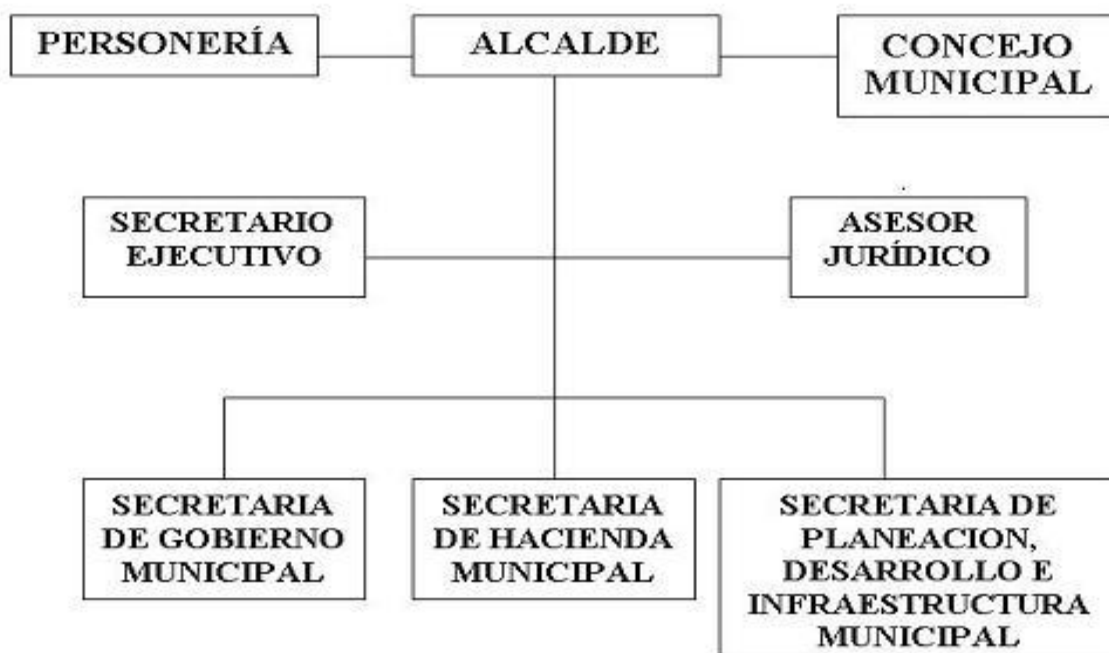 PERSONERÍA
ALCALDE
CONCEJO
MUNICIPAL
SECRETARIO
EJECUTIVO
ASESOR
JURÍDICO
SECRETARIA
DE GOBIERNO
MUNICIPAL
SECRETARIA
DE HACIENDA
MUNICIPAL
SECRETARIA DE
PLANEACION,
DESARROLLO E
INFRAESTRUCTURA
MUNICIPAL